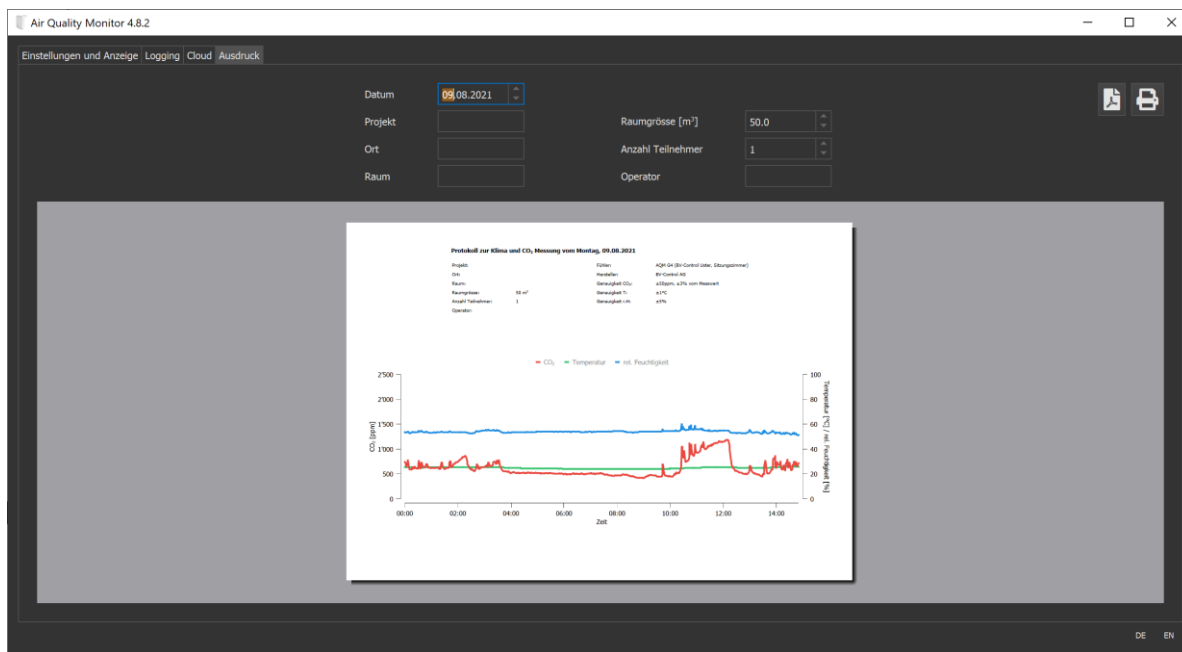 Air Quality Monitor 4.8.2
Einstellungen und Anzeige Logging Cloud Ausdruck
Datum 09.08.2021
Projekt Raumgrösse [m³] 50.0
Ort Anzahl Teilnehmer 1
Raum Operator
Protokoll zur Klima und CO₂ Messung vom Montag, 09.08.2021
Projekt: Fühler: AQM G4 (BV-Control Uster, Sitzungszimmer)
Ort: Hersteller: BV-Control AG
Raum: Genauigkeit CO₂: ±50ppm, ±3% vom Messwert
Raumgrösse: 50 m³ Genauigkeit T: ±1°C
Anzahl Teilnehmer: 1 Genauigkeit r.H: ±5%
Operator:
CO₂ Temperatur rel. Feuchtigkeit
2'500 100
2'000 80
1'500 60
1'000 40
500 20
0 0
CO₂ [ppm]
Temperatur [°C] / rel. Feuchtigkeit [%]
00:00 02:00 04:00 06:00 08:00 10:00 12:00 14:00
Zeit
DE EN